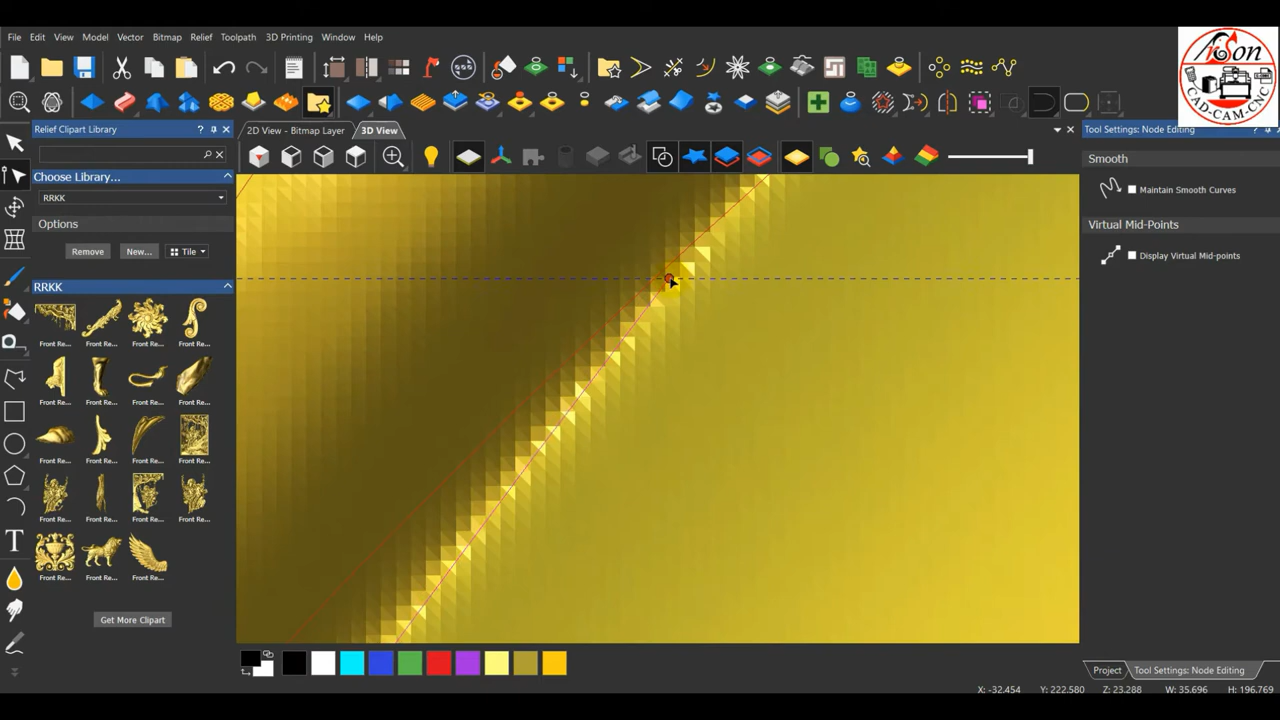 File Edit View Model Vector Bitmap Relief Toolpath 3D Printing Window Help
CAD-CAM-CNC
Relief Clipart Library
2D View - Bitmap Layer 3D View
Tool Settings: Node Editing
Choose Library...
RRKK
Options
Remove New... Tile
RRKK
Front Re... Front Re... Front Re... Front Re...
Front Re... Front Re... Front Re... Front Re...
Front Re... Front Re... Front Re... Front Re...
Front Re... Front Re... Front Re... Front Re...
Front Re... Front Re... Front Re...
Get More Clipart
Smooth
Maintain Smooth Curves
Virtual Mid-Points
Display Virtual Mid-points
Project Tool Settings: Node Editing
X: -32.454 Y: 222.580 Z: 23.288 W: 35.696 H: 196.769